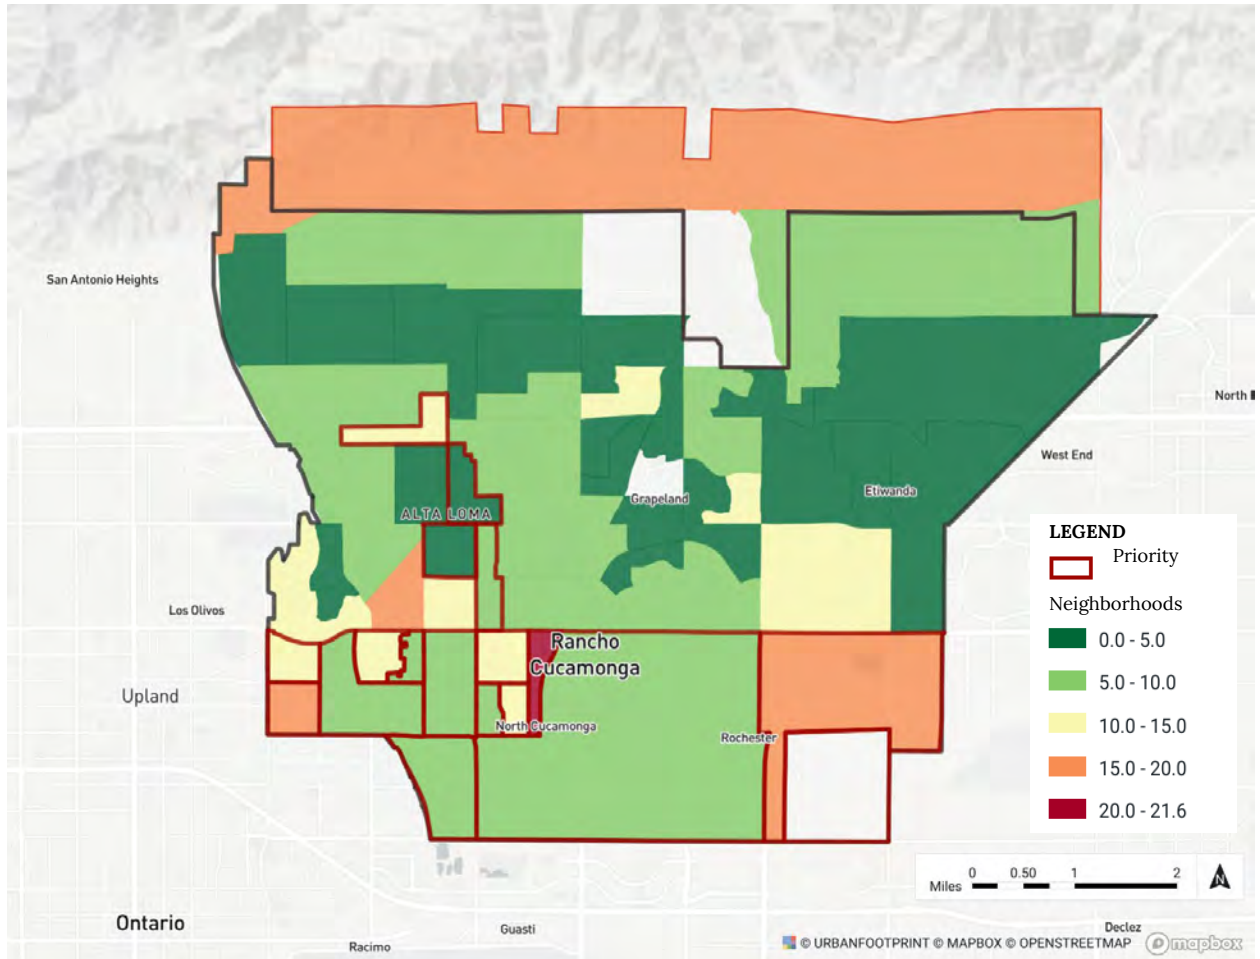 San Antonio Heights
North
West End
Etiwanda
Grapeland
ALTA LOMA
LEGEND
Priority
Neighborhoods
0.0 - 5.0
5.0 - 10.0
10.0 - 15.0
15.0 - 20.0
20.0 - 21.6
Los Olivos
Rancho
Cucamonga
Upland
North Cucamonga
Rochester
Miles 0 0.50 1 2
N
Ontario
Guasti
Racimo
Declez
© URBANFOOTPRINT © MAPBOX © OPENSTREETMAP
mapbox